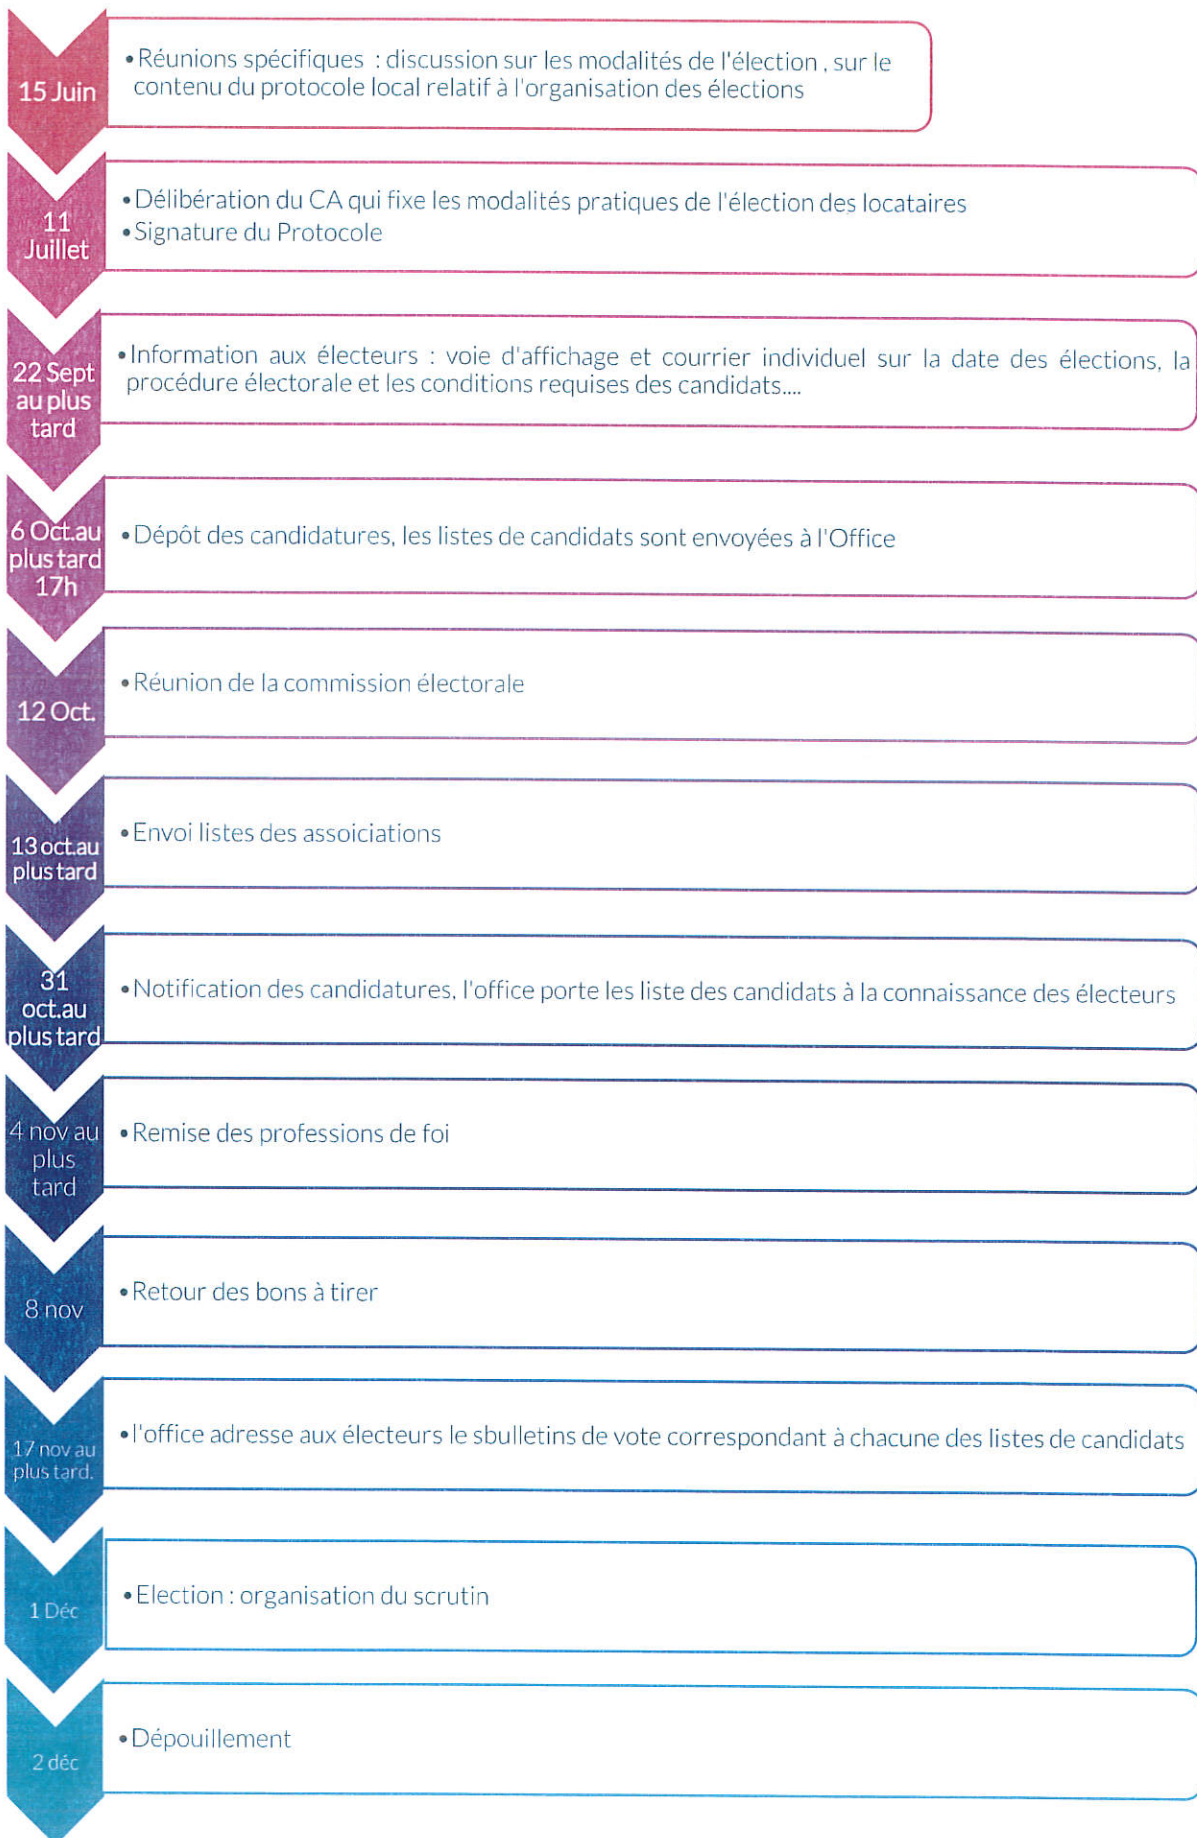 15 Juin
• Réunions spécifiques : discussion sur les modalités de l'élection , sur le
contenu du protocole local relatif à l'organisation des élections
11
Juillet
• Délibération du CA qui fixe les modalités pratiques de l'élection des locataires
• Signature du Protocole
22 Sept
au plus
tard
• Information aux électeurs : voie d'affichage et courrier individuel sur la date des élections, la
procédure électorale et les conditions requises des candidats....
6 Oct.au
plus tard
17h
• Dépôt des candidatures, les listes de candidats sont envoyées à l'Office
12 Oct.
• Réunion de la commission électorale
13 oct.au
plus tard
• Envoi listes des assoiciations
31
oct.au
plus tard
• Notification des candidatures, l'office porte les liste des candidats à la connaissance des électeurs
4 nov au
plus
tard
• Remise des professions de foi
8 nov
• Retour des bons à tirer
17 nov au
plus tard.
• l'office adresse aux électeurs le sbulletins de vote correspondant à chacune des listes de candidats
1 Déc
• Election : organisation du scrutin
2 déc
• Dépouillement